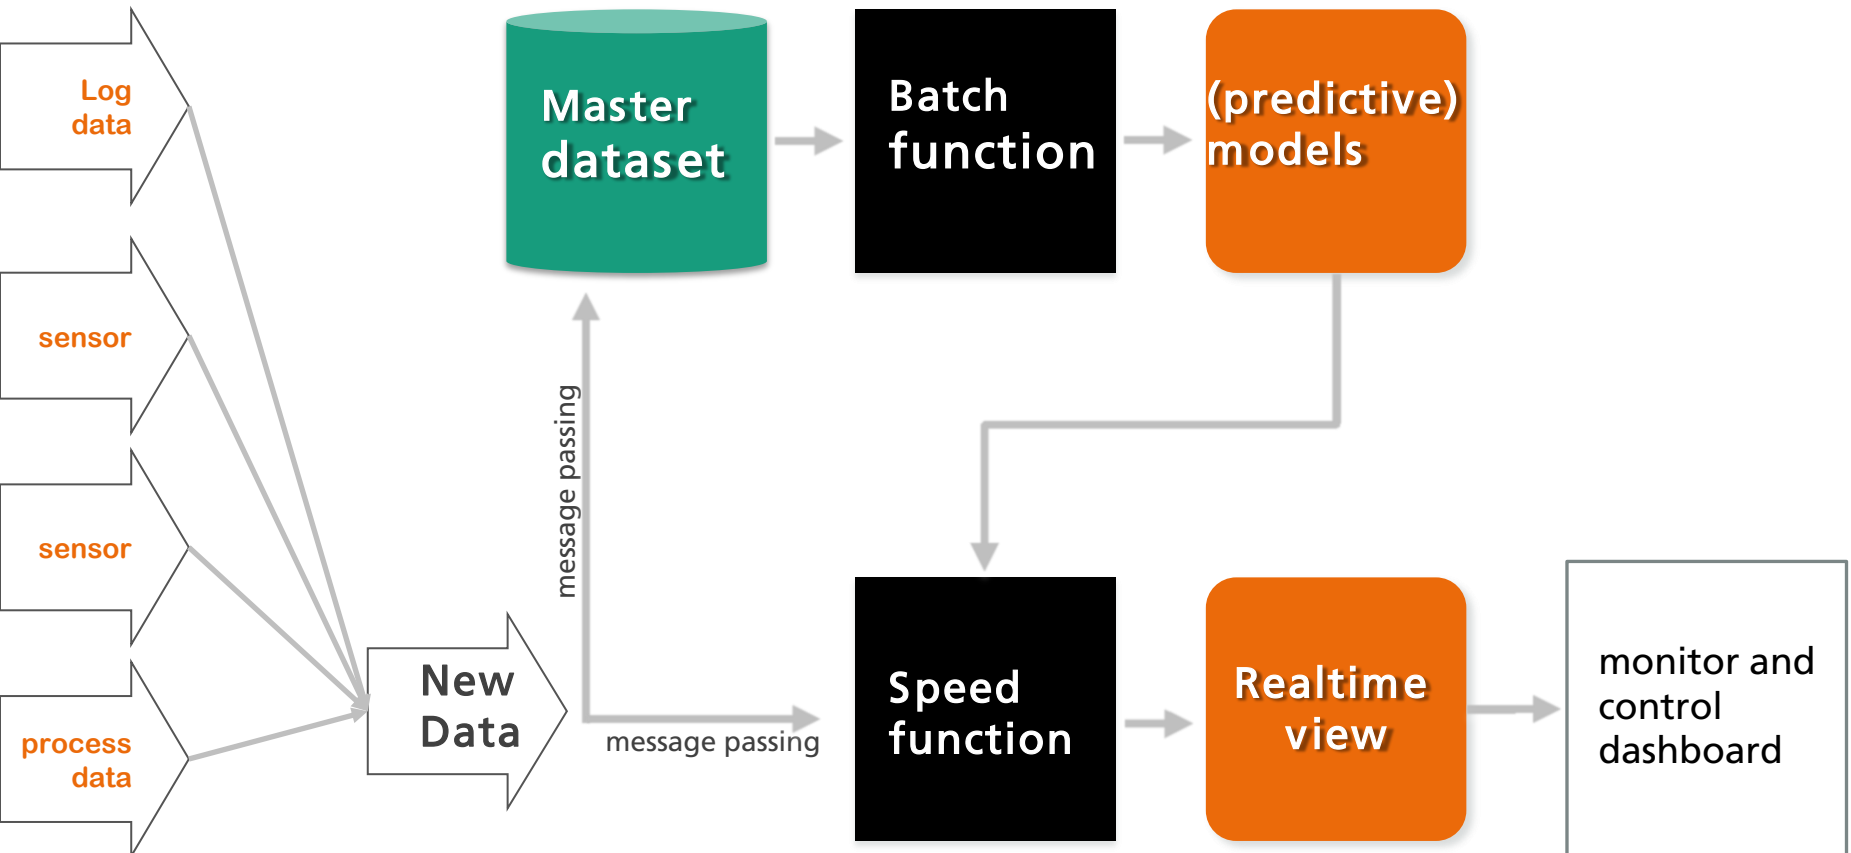 Log
data
sensor
sensor
process
data
New
Data
message passing
message passing
Master
dataset
Batch
function
(predictive)
models
Speed
function
Realtime
view
monitor and
control
dashboard